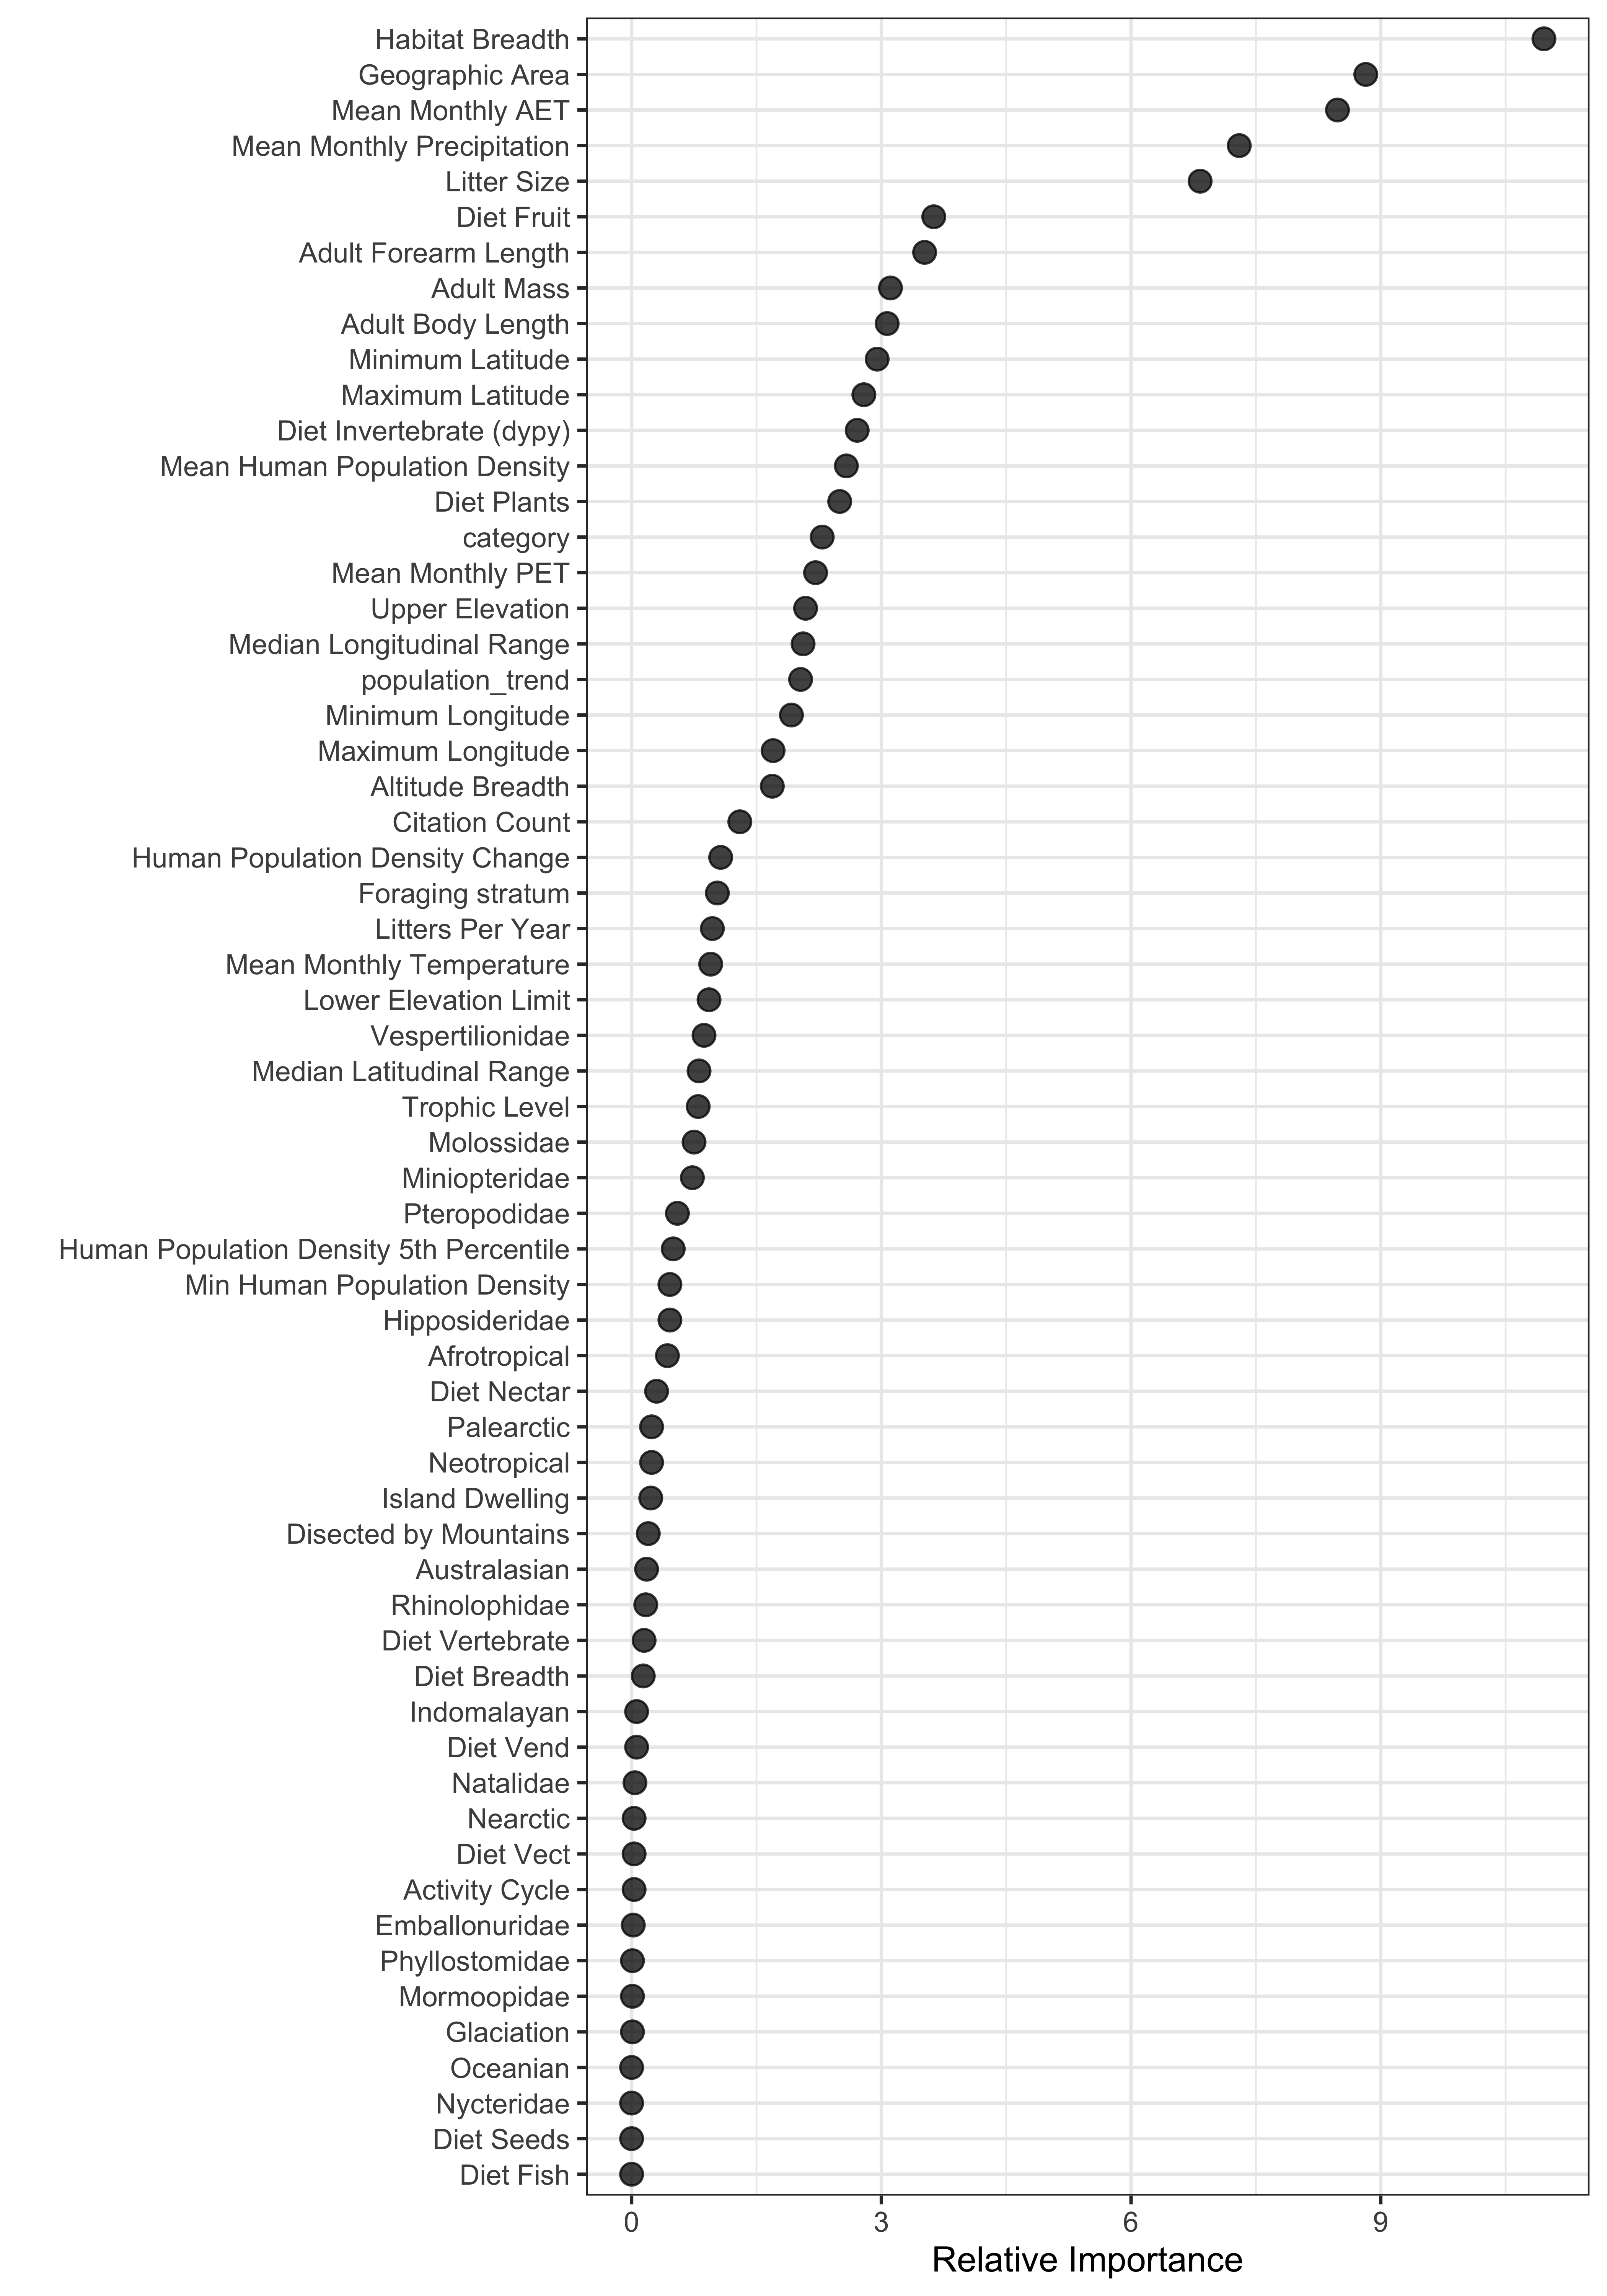 Habitat Breadth
Geographic Area
Mean Monthly AET
Mean Monthly Precipitation
Litter Size
Diet Fruit
Adult Forearm Length
Adult Mass
Adult Body Length
Minimum Latitude
Maximum Latitude
Diet Invertebrate (dypy)
Mean Human Population Density
Diet Plants
category
Mean Monthly PET
Upper Elevation
Median Longitudinal Range
population_trend
Minimum Longitude
Maximum Longitude
Altitude Breadth
Citation Count
Human Population Density Change
Foraging stratum
Litters Per Year
Mean Monthly Temperature
Lower Elevation Limit
Vespertilionidae
Median Latitudinal Range
Trophic Level
Molossidae
Miniopteridae
Pteropodidae
Human Population Density 5th Percentile
Min Human Population Density
Hipposideridae
Afrotropical
Diet Nectar
Palearctic
Neotropical
Island Dwelling
Disected by Mountains
Australasian
Rhinolophidae
Diet Vertebrate
Diet Breadth
Indomalayan
Diet Vend
Natalidae
Nearctic
Diet Vect
Activity Cycle
Emballonuridae
Phyllostomidae
Mormoopidae
Glaciation
Oceanian
Nycteridae
Diet Seeds
Diet Fish
0 3 6 9
Relative Importance